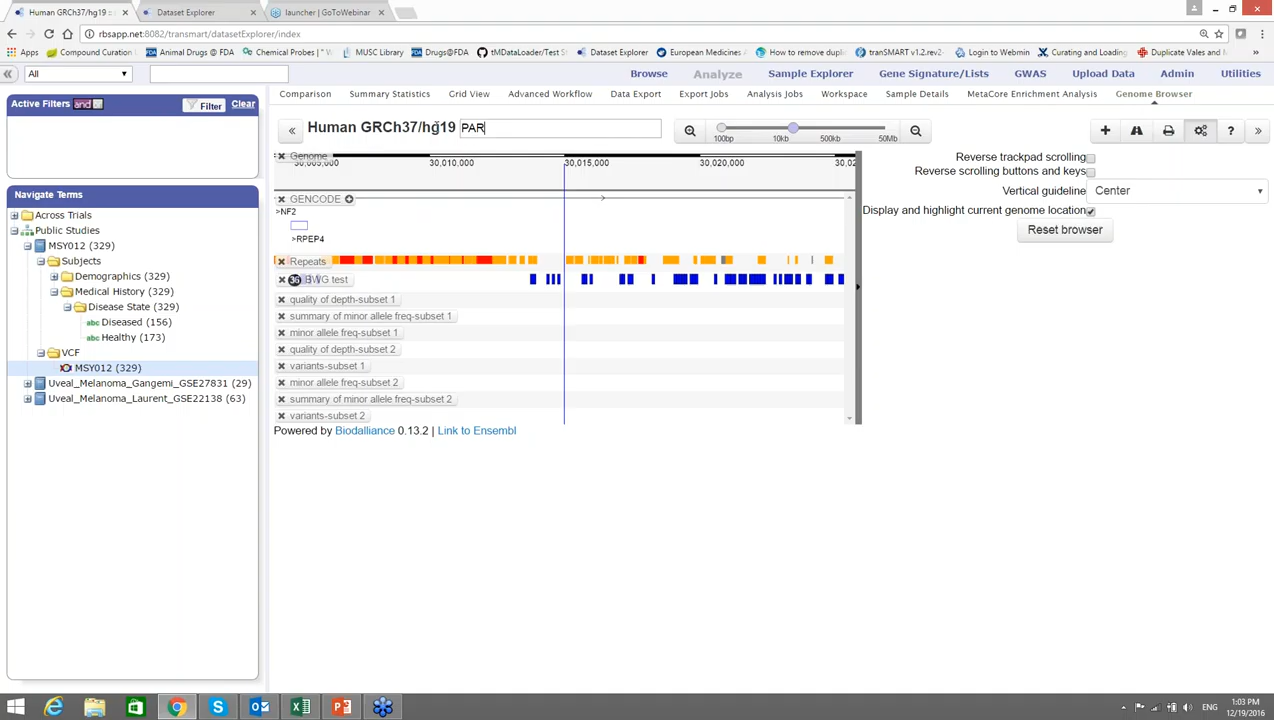 Human GRCh37/hg19
Dataset Explorer
launcher | GoToWebinar
rbsapp.net:8082/transmart/datasetExplorer/index
Apps
Compound Curation
Animal Drugs @ FDA
Chemical Probes | "
MUSC Library
Drugs@FDA
tMDataLoader/Test S
Dataset Explorer
European Medicines
How to remove duplic
tranSMART v1.2.rev2-
Login to Webmin
Curating and Loading
Duplicate Vales and M
All
Browse
Analyze
Sample Explorer
Gene Signature/Lists
GWAS
Upload Data
Admin
Utilities
Comparison
Summary Statistics
Grid View
Advanced Workflow
Data Export
Export Jobs
Analysis Jobs
Workspace
Sample Details
MetaCore Enrichment Analysis
Genome Browser
Active Filters
and
Filter
Clear
Human GRCh37/hg19
PAR
100bp
10kb
500kb
50Mb
Genome
30,010,000
30,015,000
30,020,000
Reverse trackpad scrolling
Reverse scrolling buttons and keys
Vertical guideline
Center
Display and highlight current genome location
Reset browser
Navigate Terms
Across Trials
Public Studies
MSY012 (329)
Subjects
Demographics (329)
Medical History (329)
Disease State (329)
abc Diseased (156)
abc Healthy (173)
VCF
MSY012 (329)
Uveal_Melanoma_Gangemi_GSE27831 (29)
Uveal_Melanoma_Laurent_GSE22138 (63)
GENCODE
>NF2
>RPEP4
Repeats
36
test
quality of depth-subset 1
summary of minor allele freq-subset 1
minor allele freq-subset 1
quality of depth-subset 2
variants-subset 1
minor allele freq-subset 2
summary of minor allele freq-subset 2
variants-subset 2
Powered by Biodalliance 0.13.2 | Link to Ensembl
ENG
1:03 PM
12/19/2016